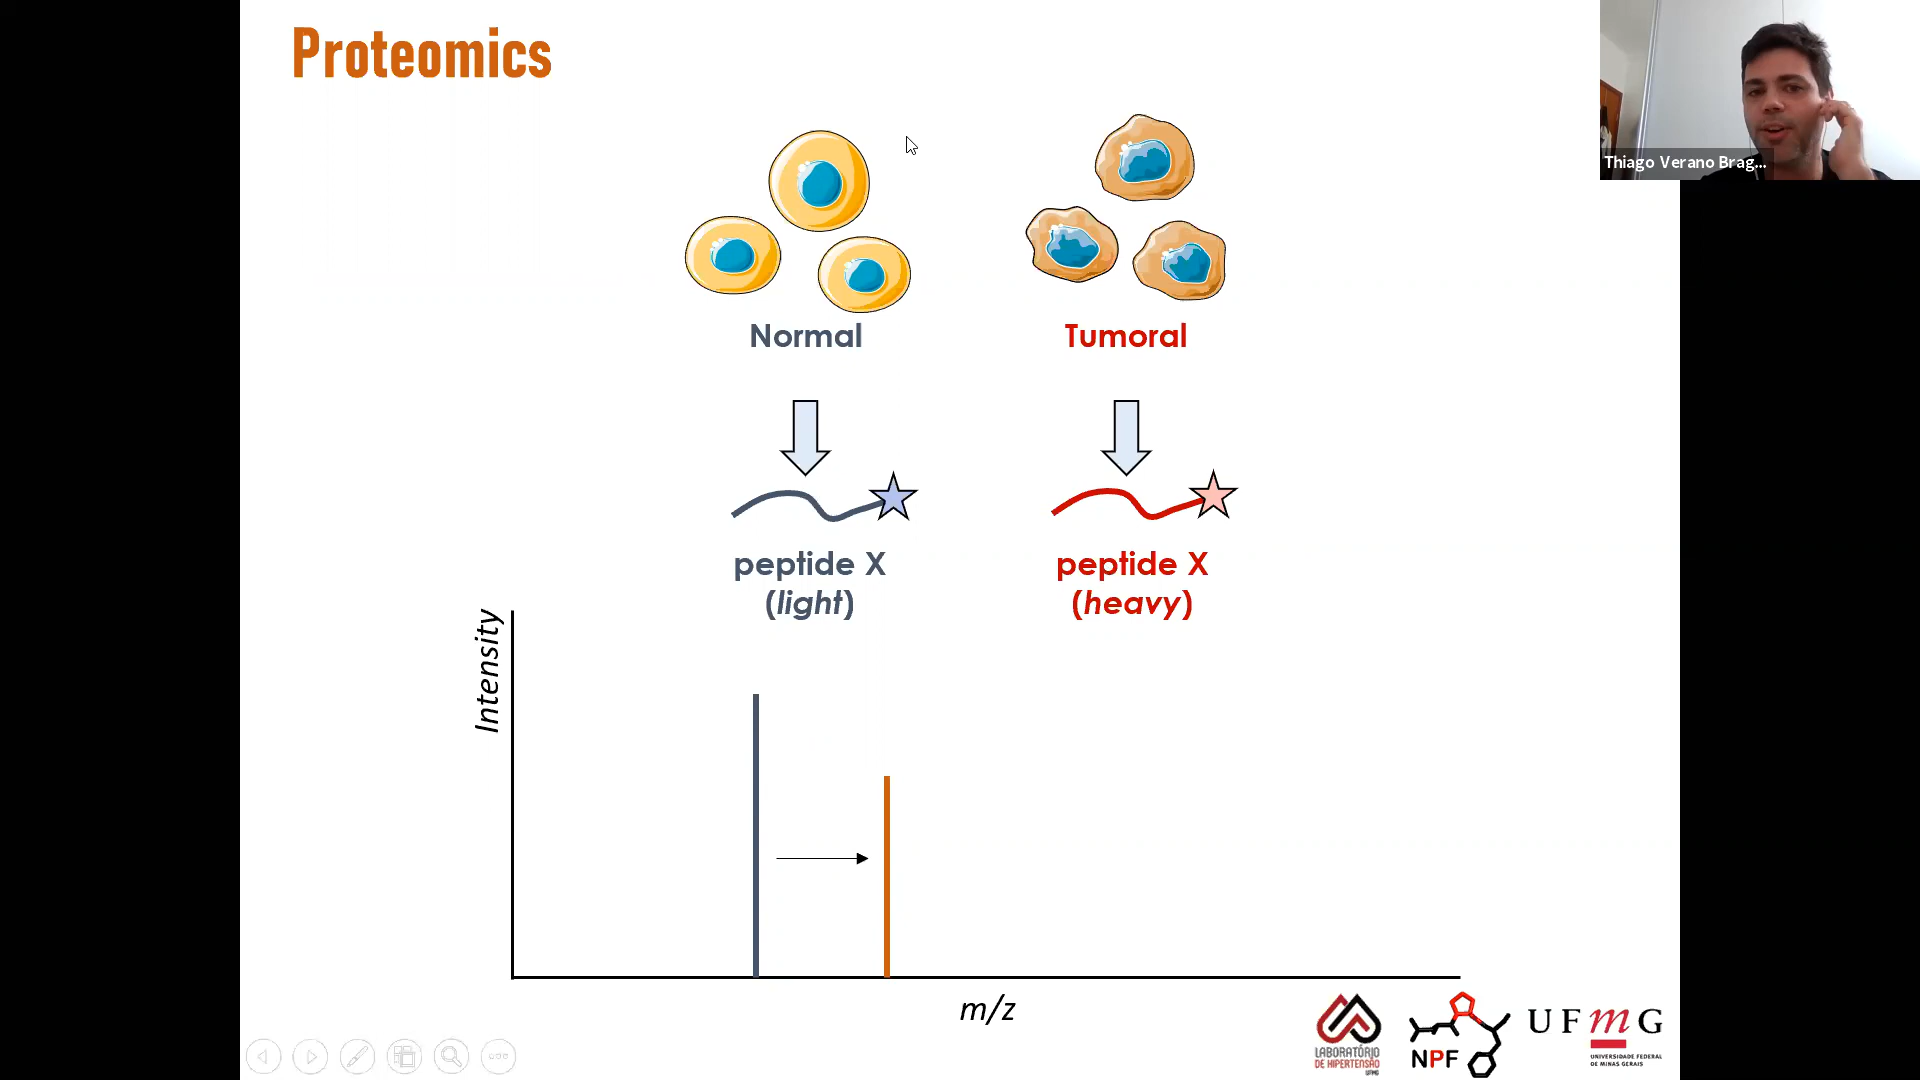 Proteomics
Thiago Verano Brag...
Normal
Tumoral
peptide X
(light)
peptide X
(heavy)
Intensity
m/z
LABORATÓRIO
DE HIPERTENSÃO
UFMG
NPF
UFmG
UNIVERSIDADE FEDERAL
DE MINAS GERAIS